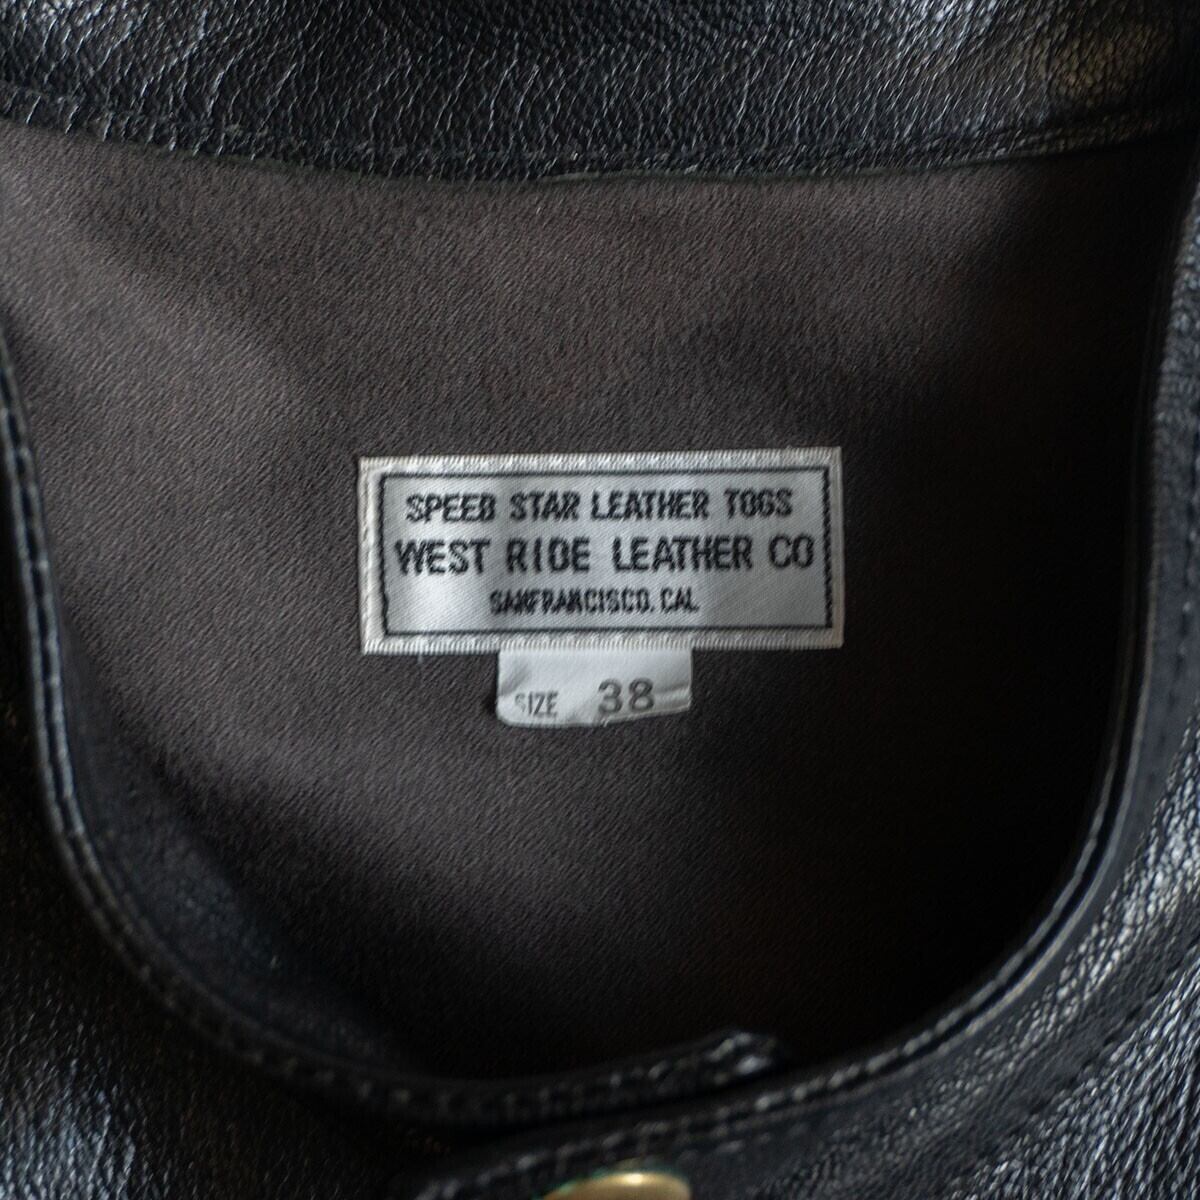 SPEED STAR LEATHER TOGS
WEST RIDE LEATHER CO
SANFRANCISCO, CAL
SIZE 38